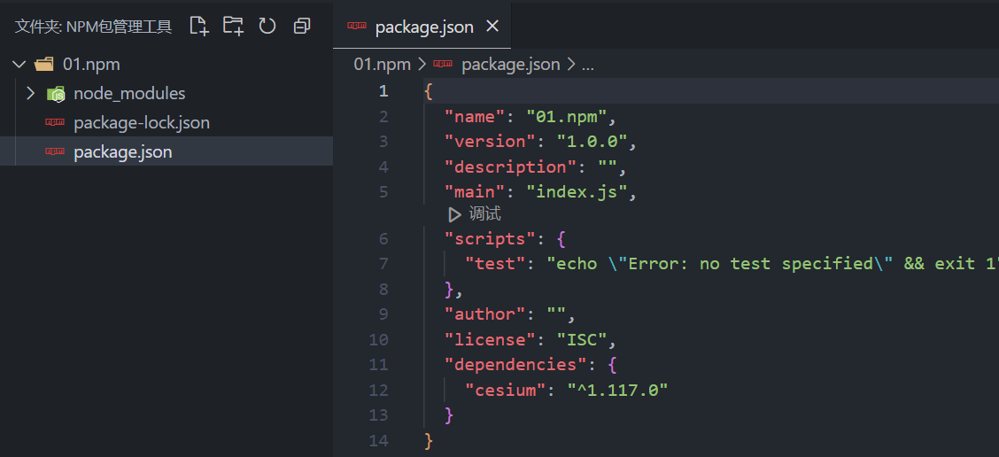 文件夹: NPM包管理工具
01.npm
node_modules
package-lock.json
package.json
package.json
01.npm > package.json > ...
1 {
2 "name": "01.npm",
3 "version": "1.0.0",
4 "description": "",
5 "main": "index.js",
调试
6 "scripts": {
7 "test": "echo \"Error: no test specified\" && exit 1"
8 },
9 "author": "",
10 "license": "ISC",
11 "dependencies": {
12 "cesium": "^1.117.0"
13 }
14 }